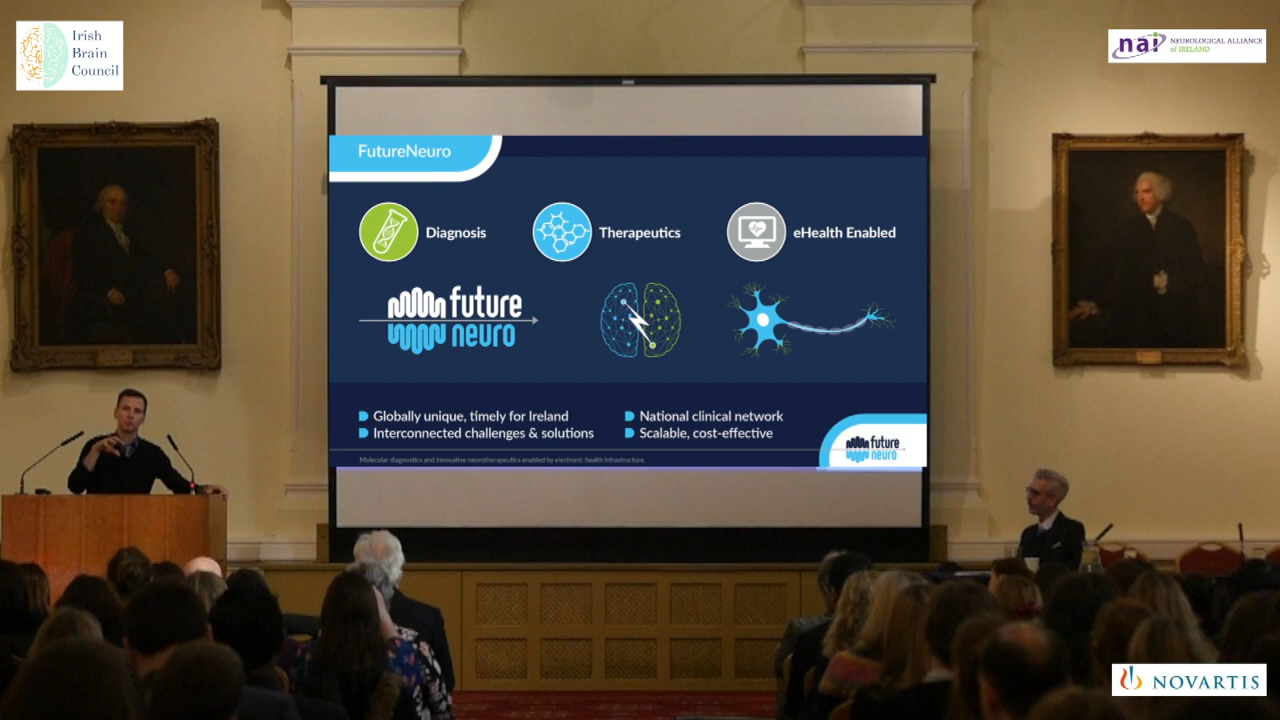 Irish
Brain
Council
nai NEUROLOGICAL ALLIANCE
of IRELAND
FutureNeuro
Diagnosis
Therapeutics
eHealth Enabled
future
neuro
Globally unique, timely for Ireland
Interconnected challenges & solutions
National clinical network
Scalable, cost-effective
future
neuro
Molecular diagnostics and innovative neurotherapeutics enabled by electronic health infrastructure.
NOVARTIS